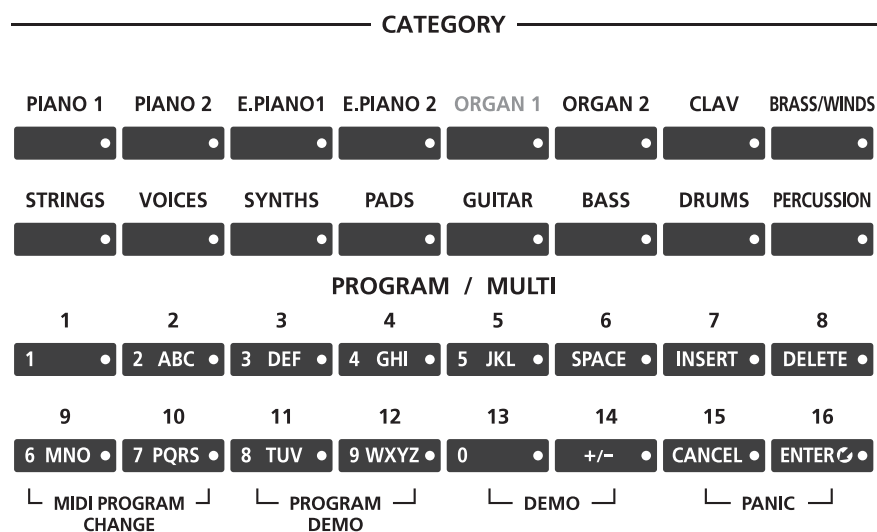 CATEGORY
PIANO 1 PIANO 2 E.PIANO1 E.PIANO 2 ORGAN 1 ORGAN 2 CLAV BRASS/WINDS
STRINGS VOICES SYNTHS PADS GUITAR BASS DRUMS PERCUSSION
PROGRAM / MULTI
1 2 3 4 5 6 7 8
1 2 ABC 3 DEF 4 GHI 5 JKL SPACE INSERT DELETE
9 10 11 12 13 14 15 16
6 MNO 7 PQRS 8 TUV 9 WXYZ 0 +/- CANCEL ENTER
MIDI PROGRAM PROGRAM DEMO PANIC
CHANGE DEMO